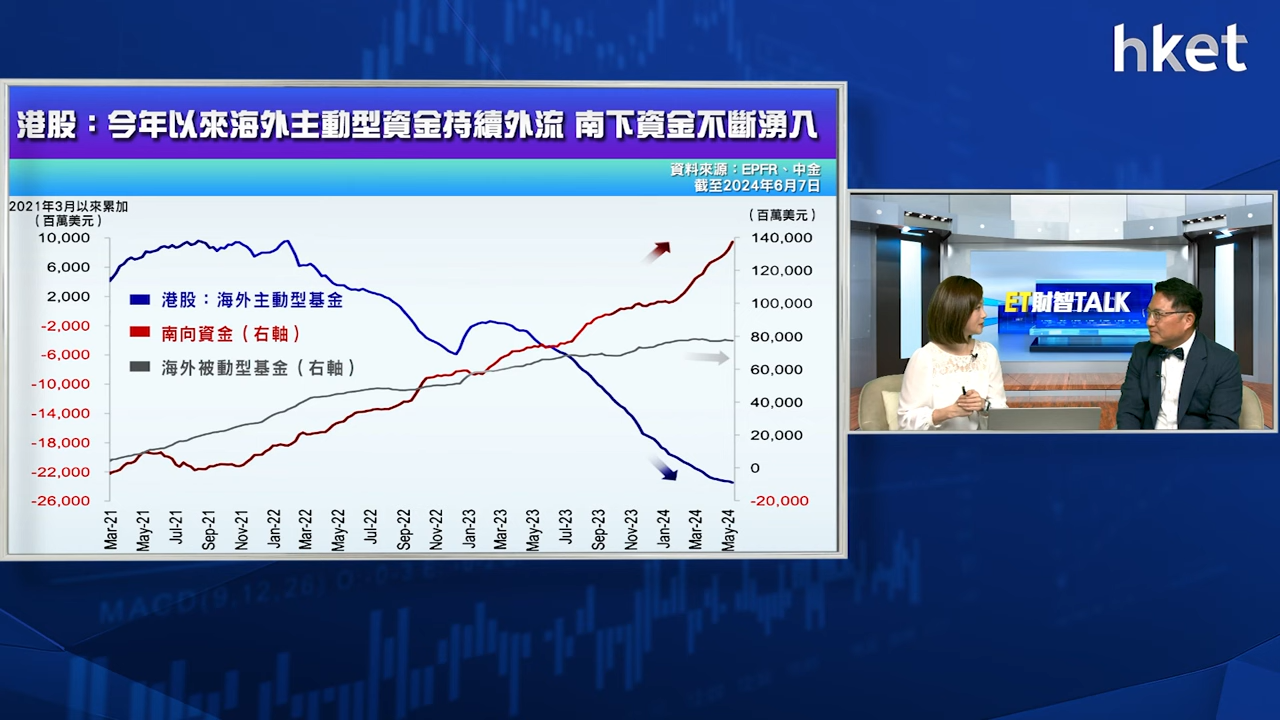 hket
港股：今年以來海外主動型資金持續外流 南下資金不斷湧入
資料來源：EPFR、中金
截至2024年6月7日
2021年3月以來累加
（百萬美元）
（百萬美元）
10,000
6,000
2,000
-2,000
-6,000
-10,000
-14,000
-18,000
-22,000
-26,000
港股：海外主動型基金
南向資金（右軸）
海外被動型基金（右軸）
140,000
120,000
100,000
80,000
60,000
40,000
20,000
0
-20,000
Mar-21
May-21
Jul-21
Sep-21
Nov-21
Jan-22
Mar-22
May-22
Jul-22
Sep-22
Nov-22
Jan-23
Mar-23
May-23
Jul-23
Sep-23
Nov-23
Jan-24
Mar-24
May-24
ET財智TALK
MACD(9,12,26)